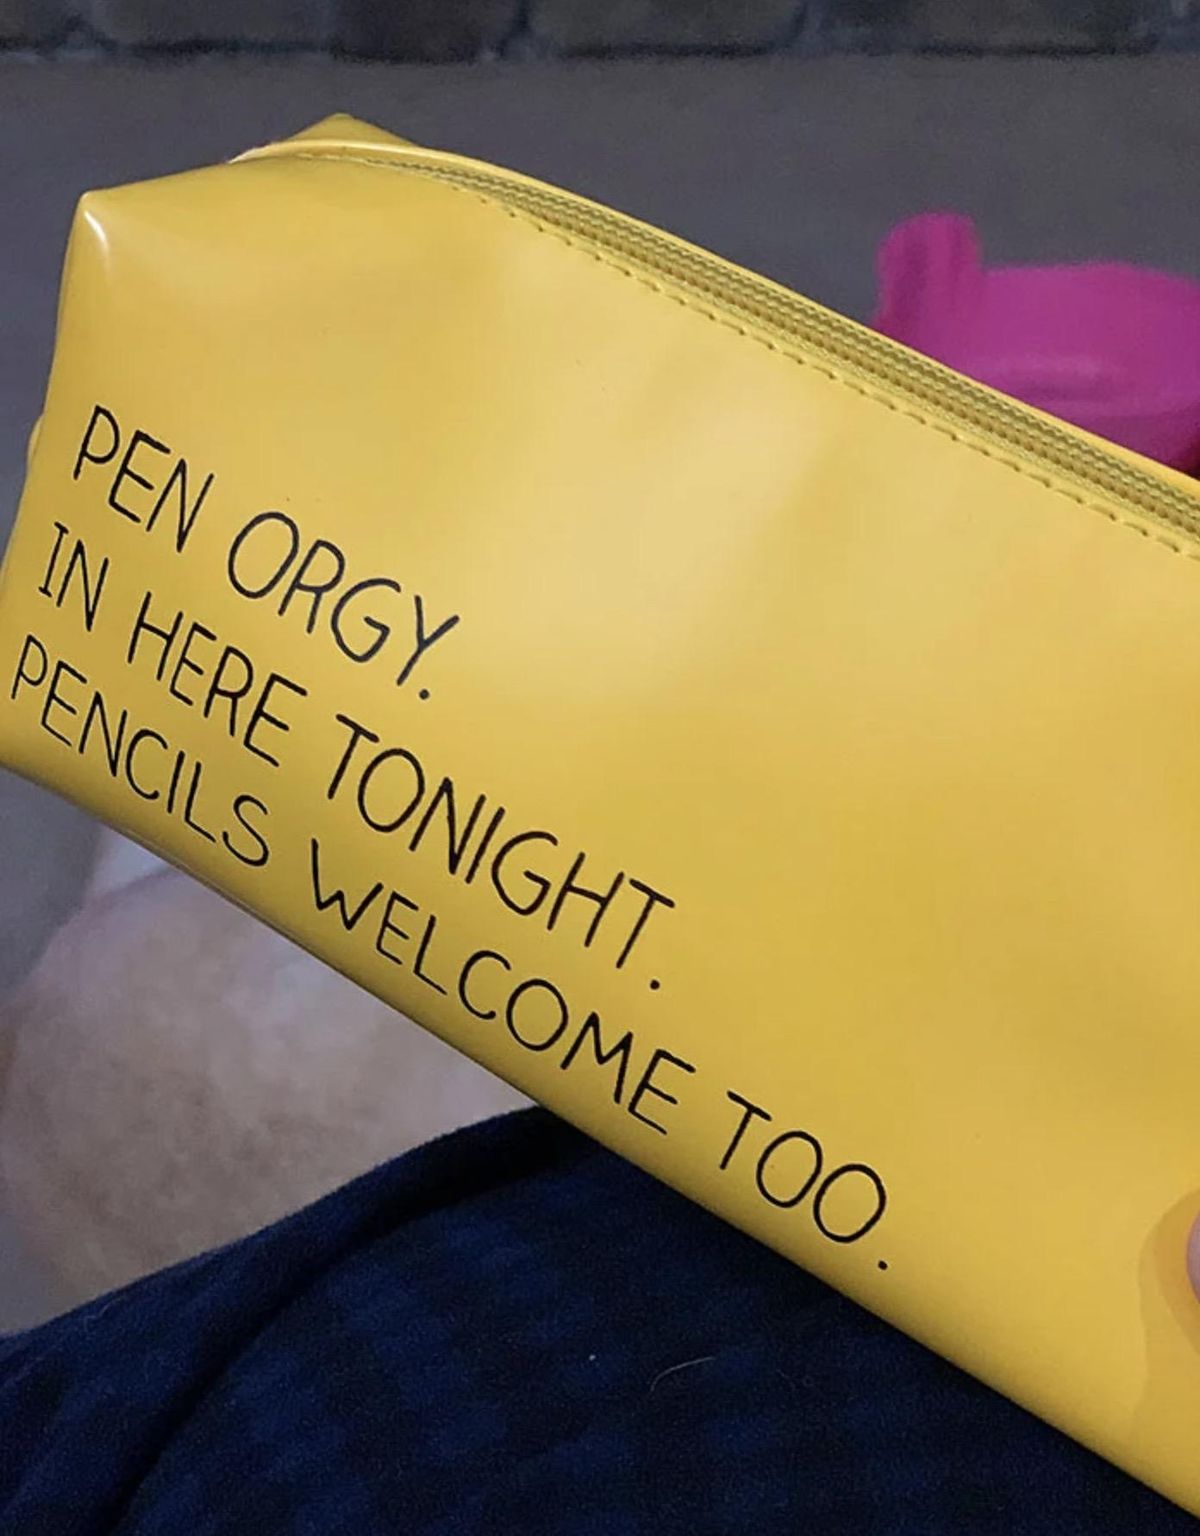 PEN ORGY.
IN HERE TONIGHT.
PENCILS WELCOME TOO.